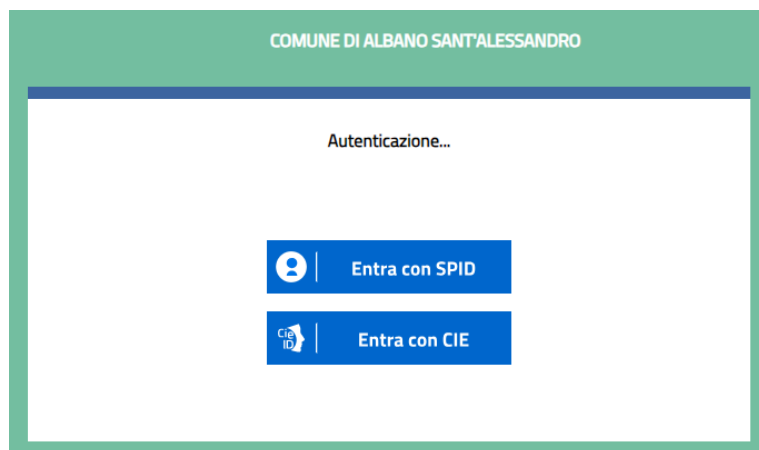 COMUNE DI ALBANO SANT'ALESSANDRO
Autenticazione...
Entra con SPID
Cie
ID
Entra con CIE